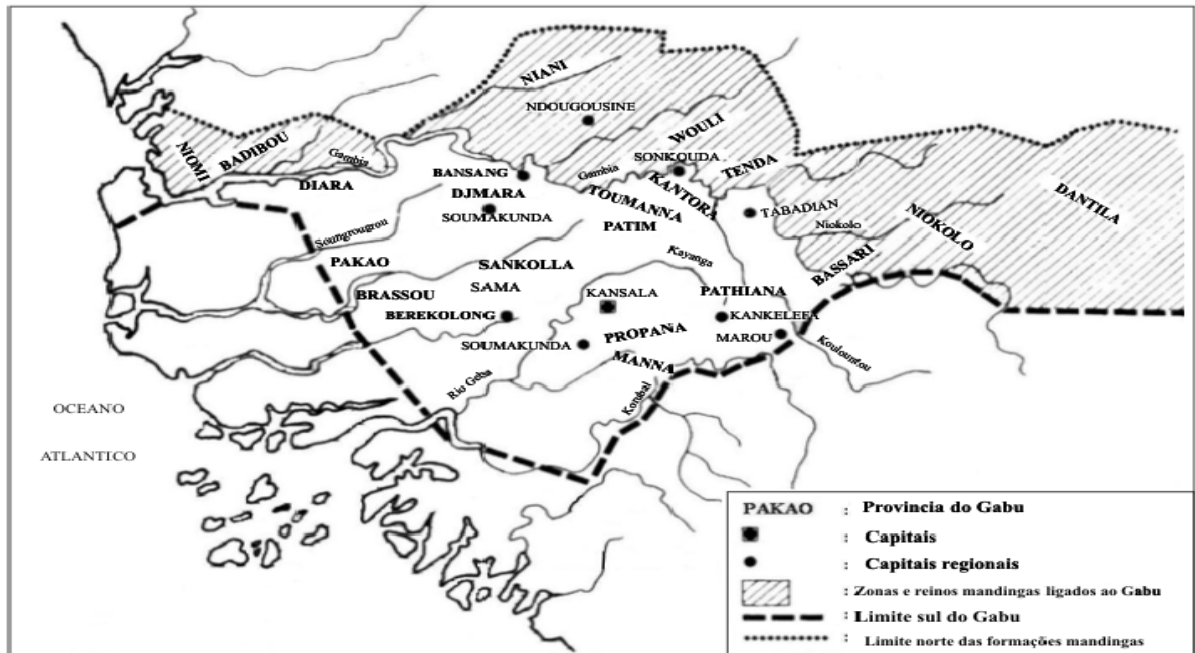 NIANI
NDOUGOUSINE
WOULI
NIOMI
BADIBOU
Gambia
DIARA
BANSANG
DJMARA
SOUMAKUNDA
Gambia
SONKOUDA
KANTORA
TENDA
TOUMANNA
PATIM
TABADIAN
Niokolo
NIOKOLO
DANTILA
BASSARI
Soungrougrou
PAKAO
SANKOLLA
SAMA
BRASSOU
BEREKOLONG
Kayanga
KANSALA
PATHIANA
KANKELEFA
MAROU
SOUMAKUNDA
PROPANA
MANNA
Rio Geba
Korubal
Koulountou
OCEANO
ATLANTICO
PAKAO : Provincia do Gabu
: Capitais
: Capitais regionais
: Zonas e reinos mandingas ligados ao Gabu
: Limite sul do Gabu
: Limite norte das formações mandingas